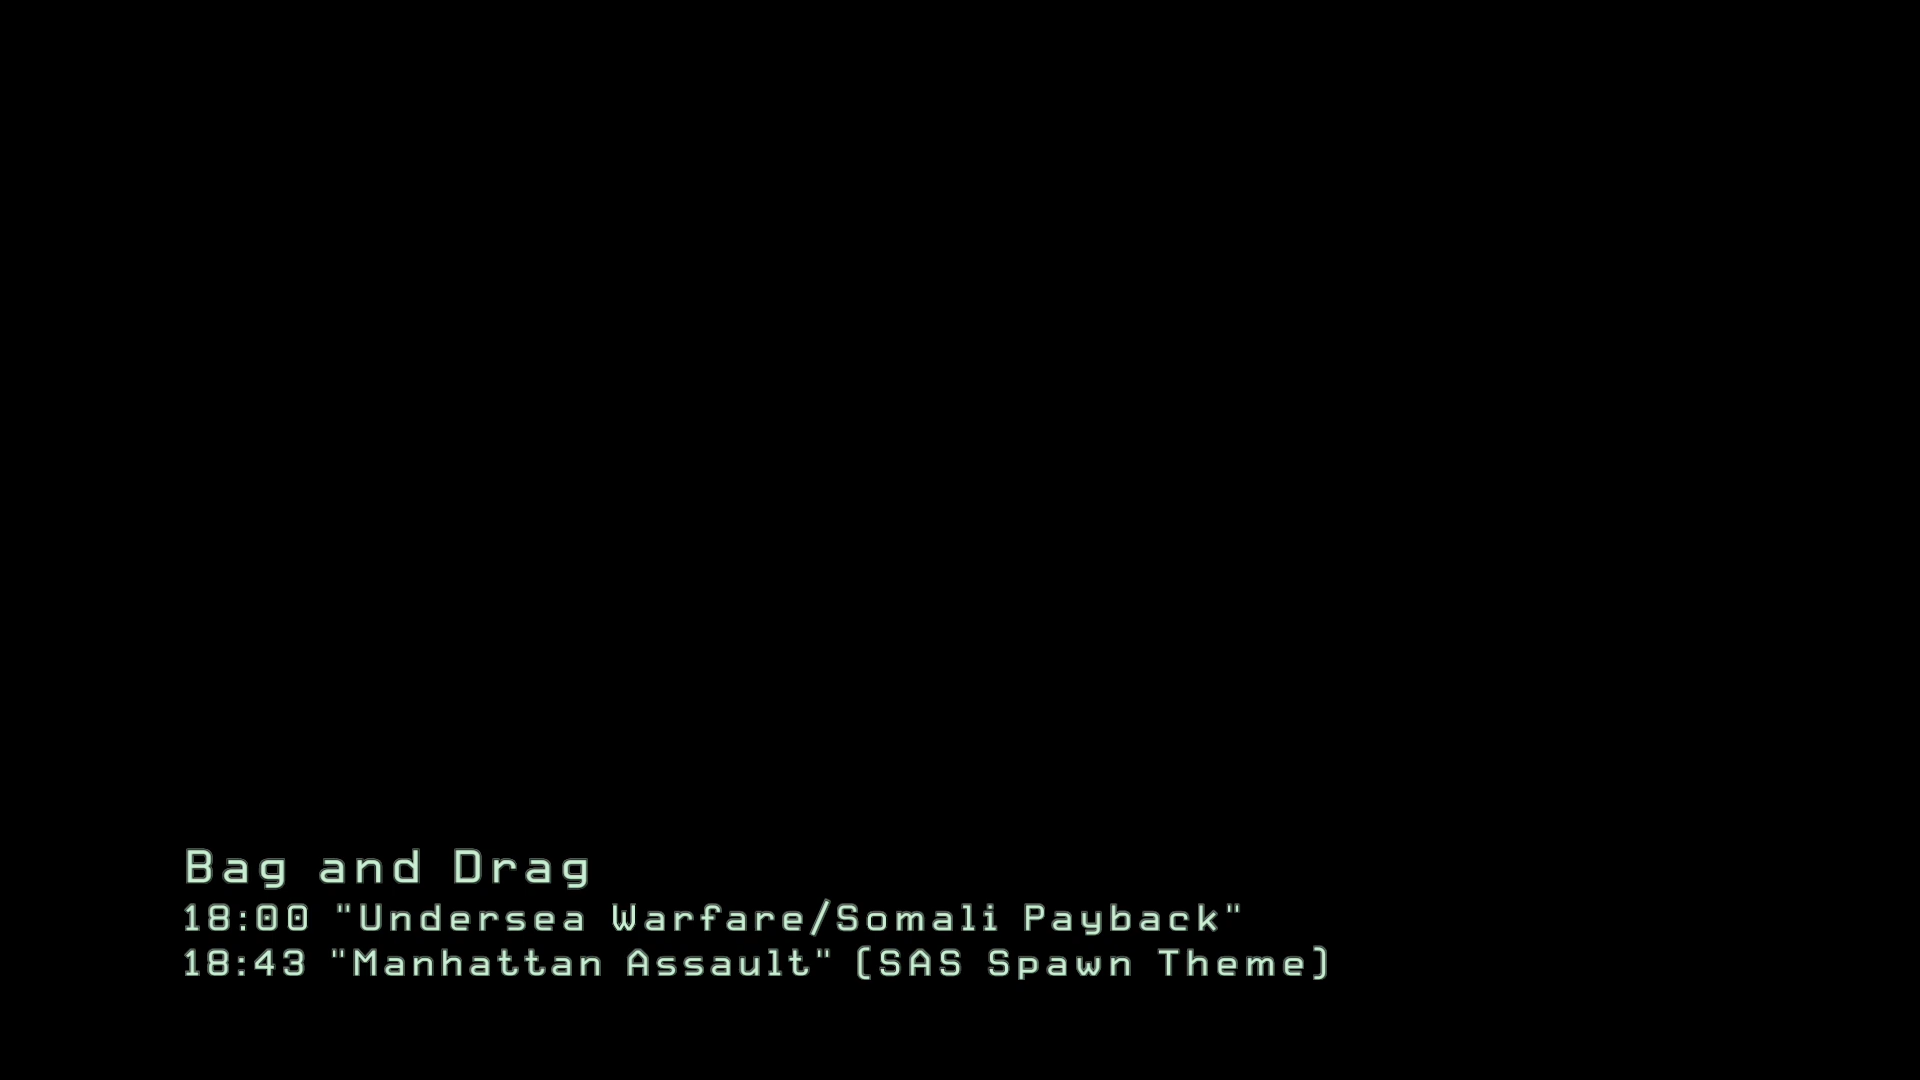 Bag and Drag
18:00 "Undersea Warfare/Somali Payback"
18:43 "Manhattan Assault" (SAS Spawn Theme)